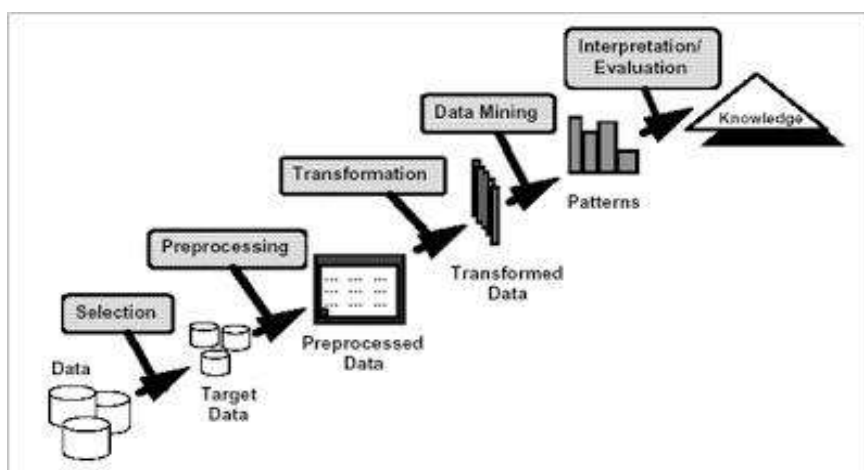 Interpretation/
Evaluation
Data Mining
Knowledge
Transformation
Patterns
Preprocessing
Transformed
Data
Selection
Preprocessed
Data
Data
Target
Data